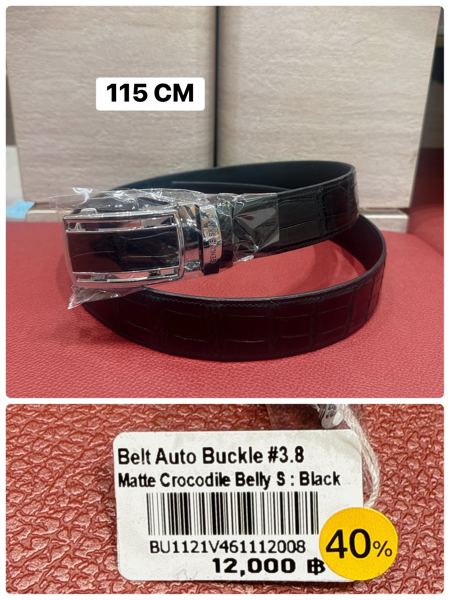 115 CM
Belt Auto Buckle #3.8
Matte Crocodile Belly S : Black
BU1121V461112008
12,000 ฿
40%